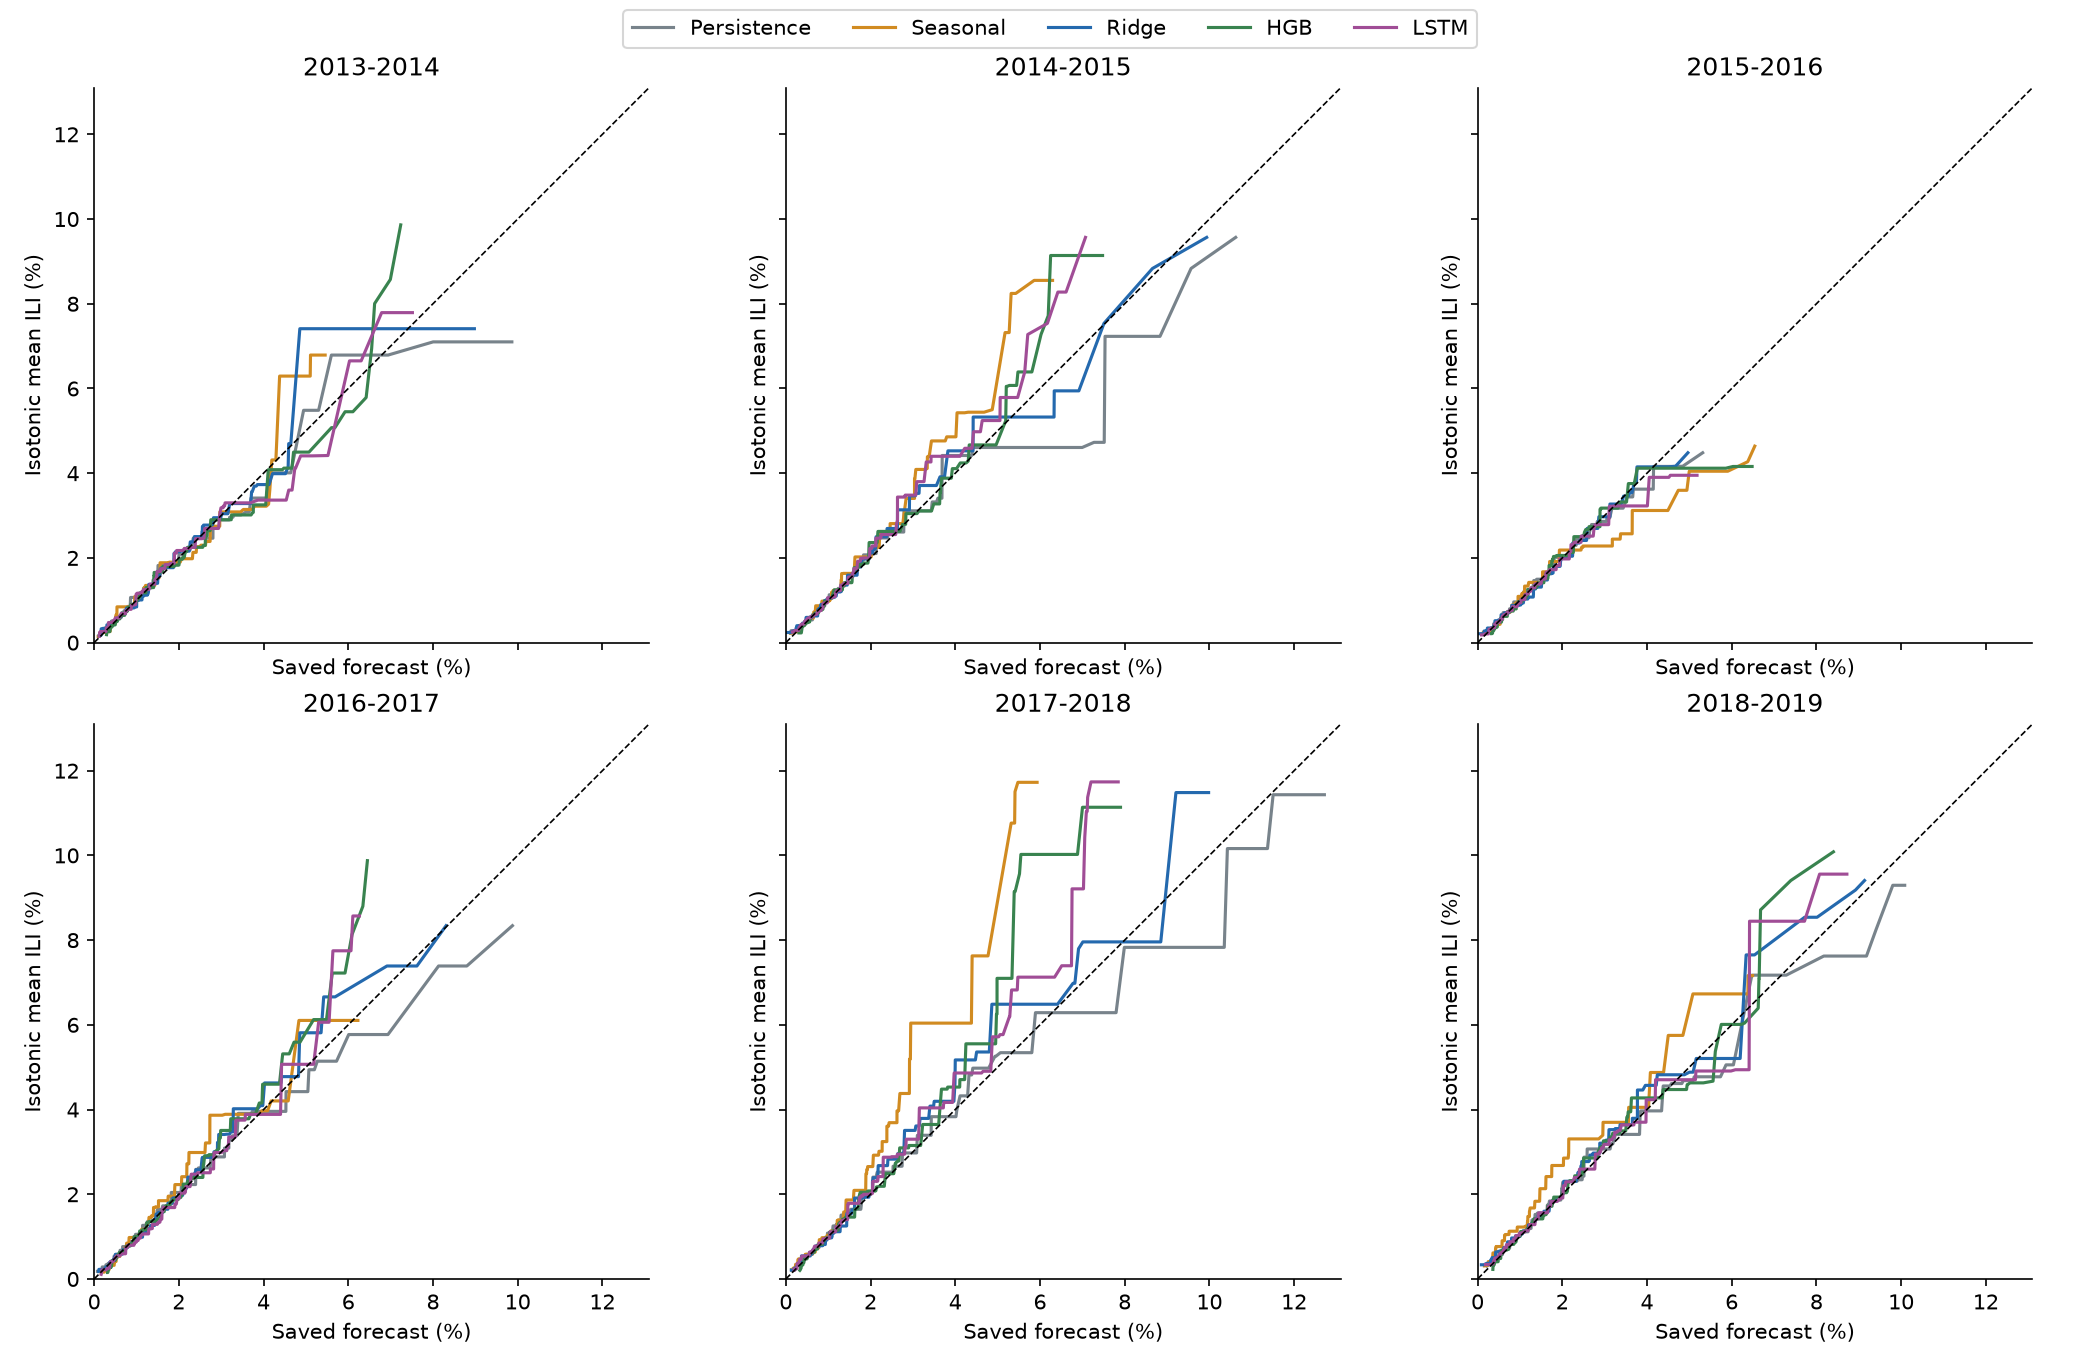 Persistence Seasonal Ridge HGB LSTM
2013-2014 2014-2015 2015-2016
12
10
8
6
4
2
0
Isotonic mean ILI (%) Isotonic mean ILI (%) Isotonic mean ILI (%)
Saved forecast (%) Saved forecast (%) Saved forecast (%)
2016-2017 2017-2018 2018-2019
12
10
8
6
4
2
0
Isotonic mean ILI (%) Isotonic mean ILI (%) Isotonic mean ILI (%)
0 2 4 6 8 10 12 0 2 4 6 8 10 12 0 2 4 6 8 10 12
Saved forecast (%) Saved forecast (%) Saved forecast (%)